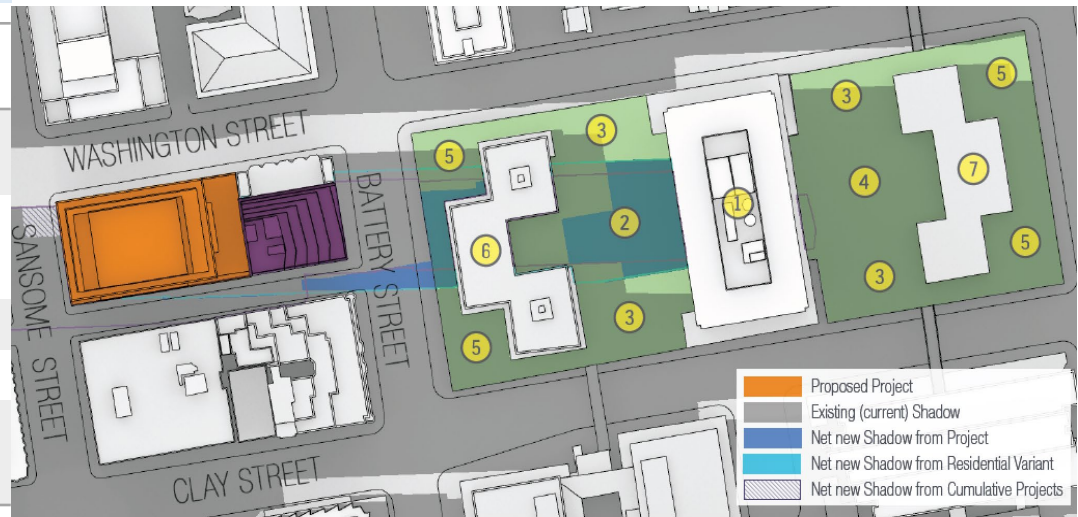 WASHINGTON STREET
BATTERY STREET
SANSOME STREET
CLAY STREET
5
3
3
5
2
1
4
7
6
5
3
3
5
Proposed Project
Existing (current) Shadow
Net new Shadow from Project
Net new Shadow from Residential Variant
Net new Shadow from Cumulative Projects